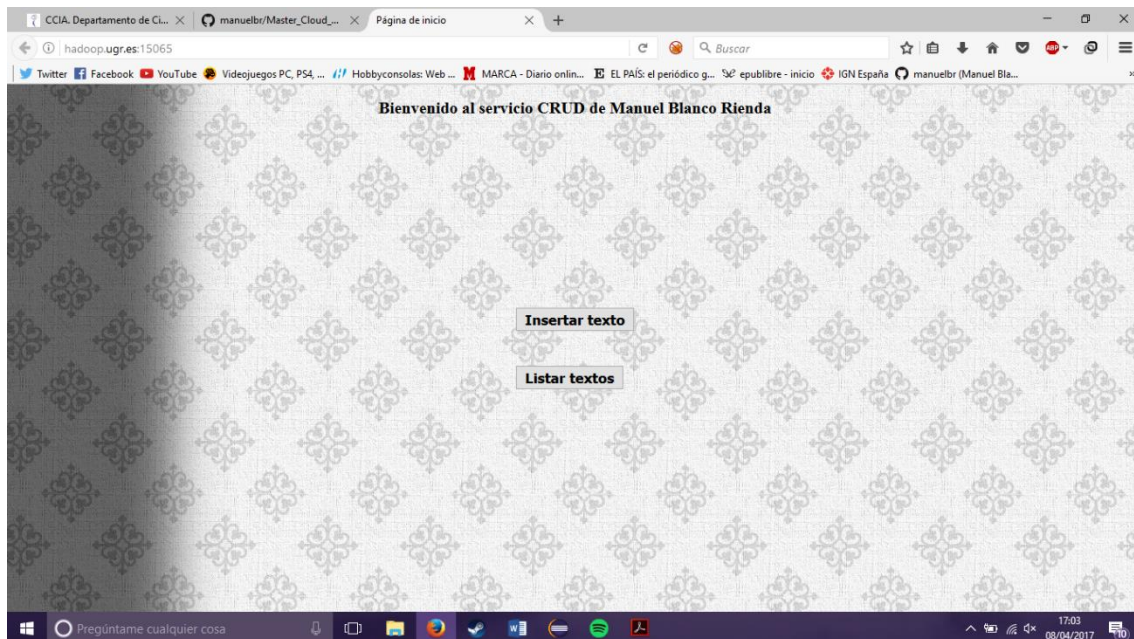 CCIA. Departamento de Ci...
manuelbr/Master_Cloud_...
Página de inicio
hadoop.ugr.es:15065
Buscar
ABP
Twitter
Facebook
YouTube
Videojuegos PC, PS4, ...
Hobbyconsolas: Web ...
MARCA - Diario onlin...
EL PAÍS: el periódico g...
epublibre - inicio
IGN España
manuelbr (Manuel Bla...
Bienvenido al servicio CRUD de Manuel Blanco Rienda
Insertar texto
Listar textos
Pregúntame cualquier cosa
17:03
08/04/2017